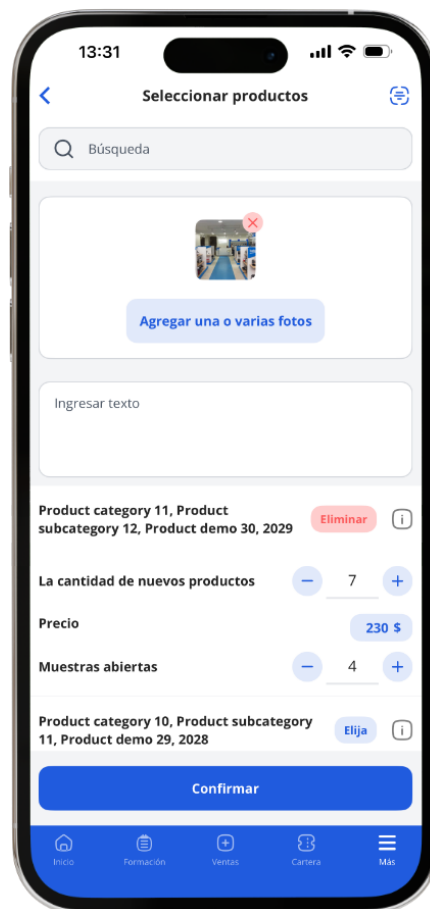 13:31
Seleccionar productos
Búsqueda
Agregar una o varias fotos
Ingresar texto
Product category 11, Product
subcategory 12, Product demo 30, 2029
Eliminar
i
La cantidad de nuevos productos
−
7
+
Precio
230 $
Muestras abiertas
−
4
+
Product category 10, Product subcategory
11, Product demo 29, 2028
Elija
i
Confirmar
Inicio
Formación
Ventas
Cartera
Más